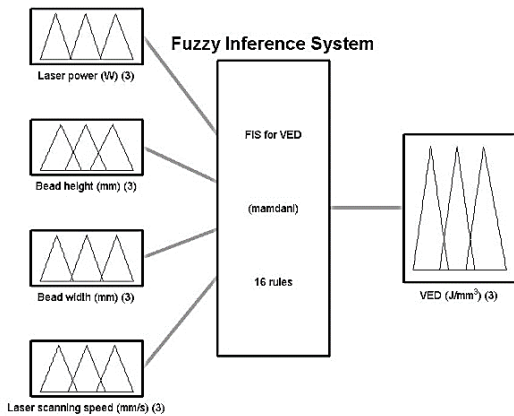 Fuzzy Inference System
Laser power (W) (3)
Bead height (mm) (3)
Bead width (mm) (3)
Laser scanning speed (mm/s) (3)
FIS for VED
(mamdani)
16 rules
VED (J/mm³) (3)